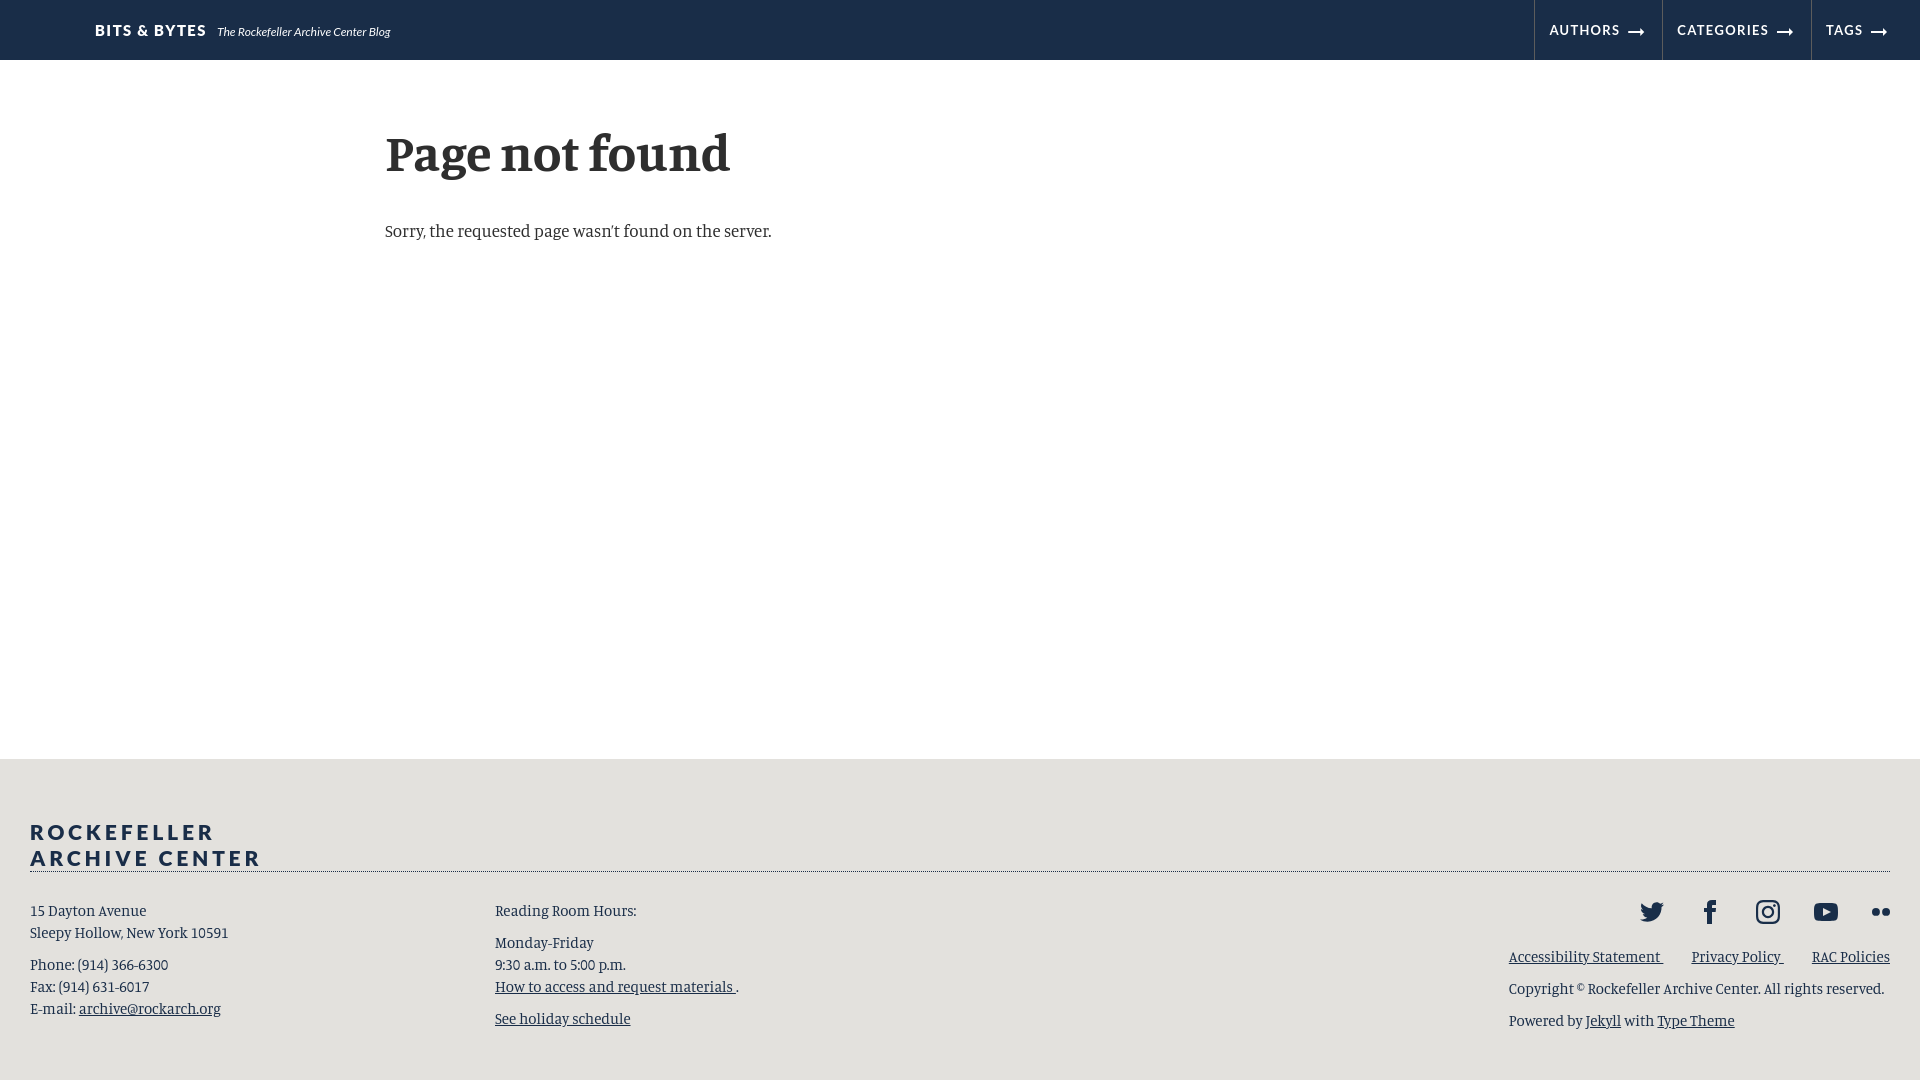 BITS & BYTES The Rockefeller Archive Center Blog
AUTHORS
CATEGORIES
TAGS
Page not found
Sorry, the requested page wasn't found on the server.
ROCKEFELLER
ARCHIVE CENTER
15 Dayton Avenue
Sleepy Hollow, New York 10591
Phone: (914) 366-6300
Fax: (914) 631-6017
E-mail: archive@rockarch.org
Reading Room Hours:
Monday-Friday
9:30 a.m. to 5:00 p.m.
How to access and request materials .
See holiday schedule
Accessibility Statement
Privacy Policy
RAC Policies
Copyright © Rockefeller Archive Center. All rights reserved.
Powered by Jekyll with Type Theme